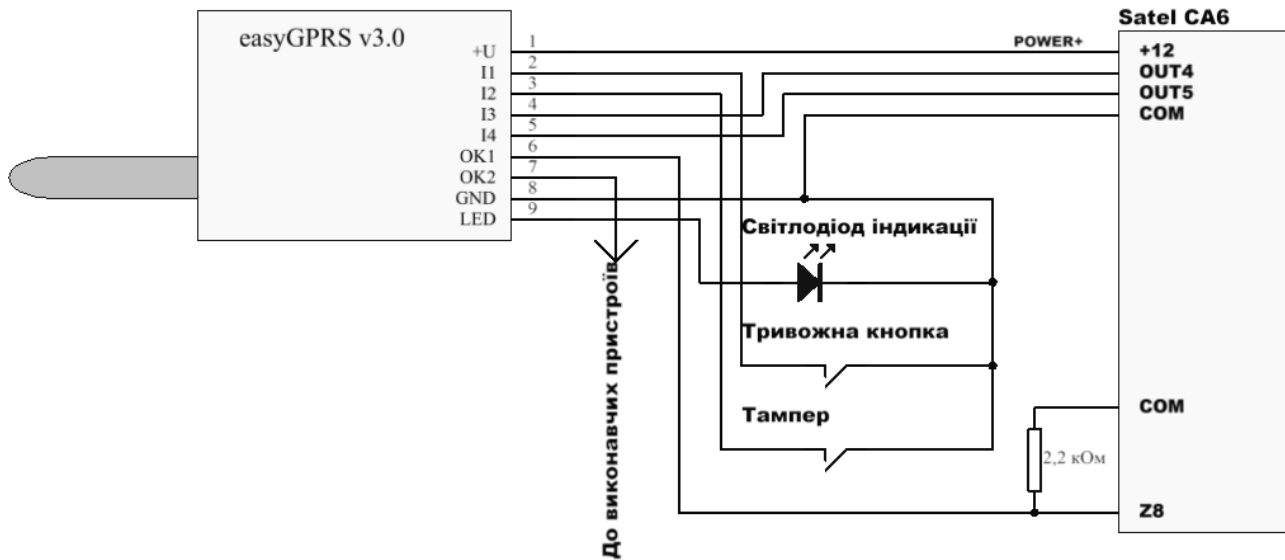 Satel CA6
easyGPRS v3.0
+U 1 POWER+ +12
I1 2 OUT4
I2 3 OUT5
I3 4 COM
I4 5
OK1 6
OK2 7
GND 8
LED 9
Світлодіод індикації
До виконавчих пристроїв
Тривожна кнопка
Тампер
COM
2,2 кОм
Z8